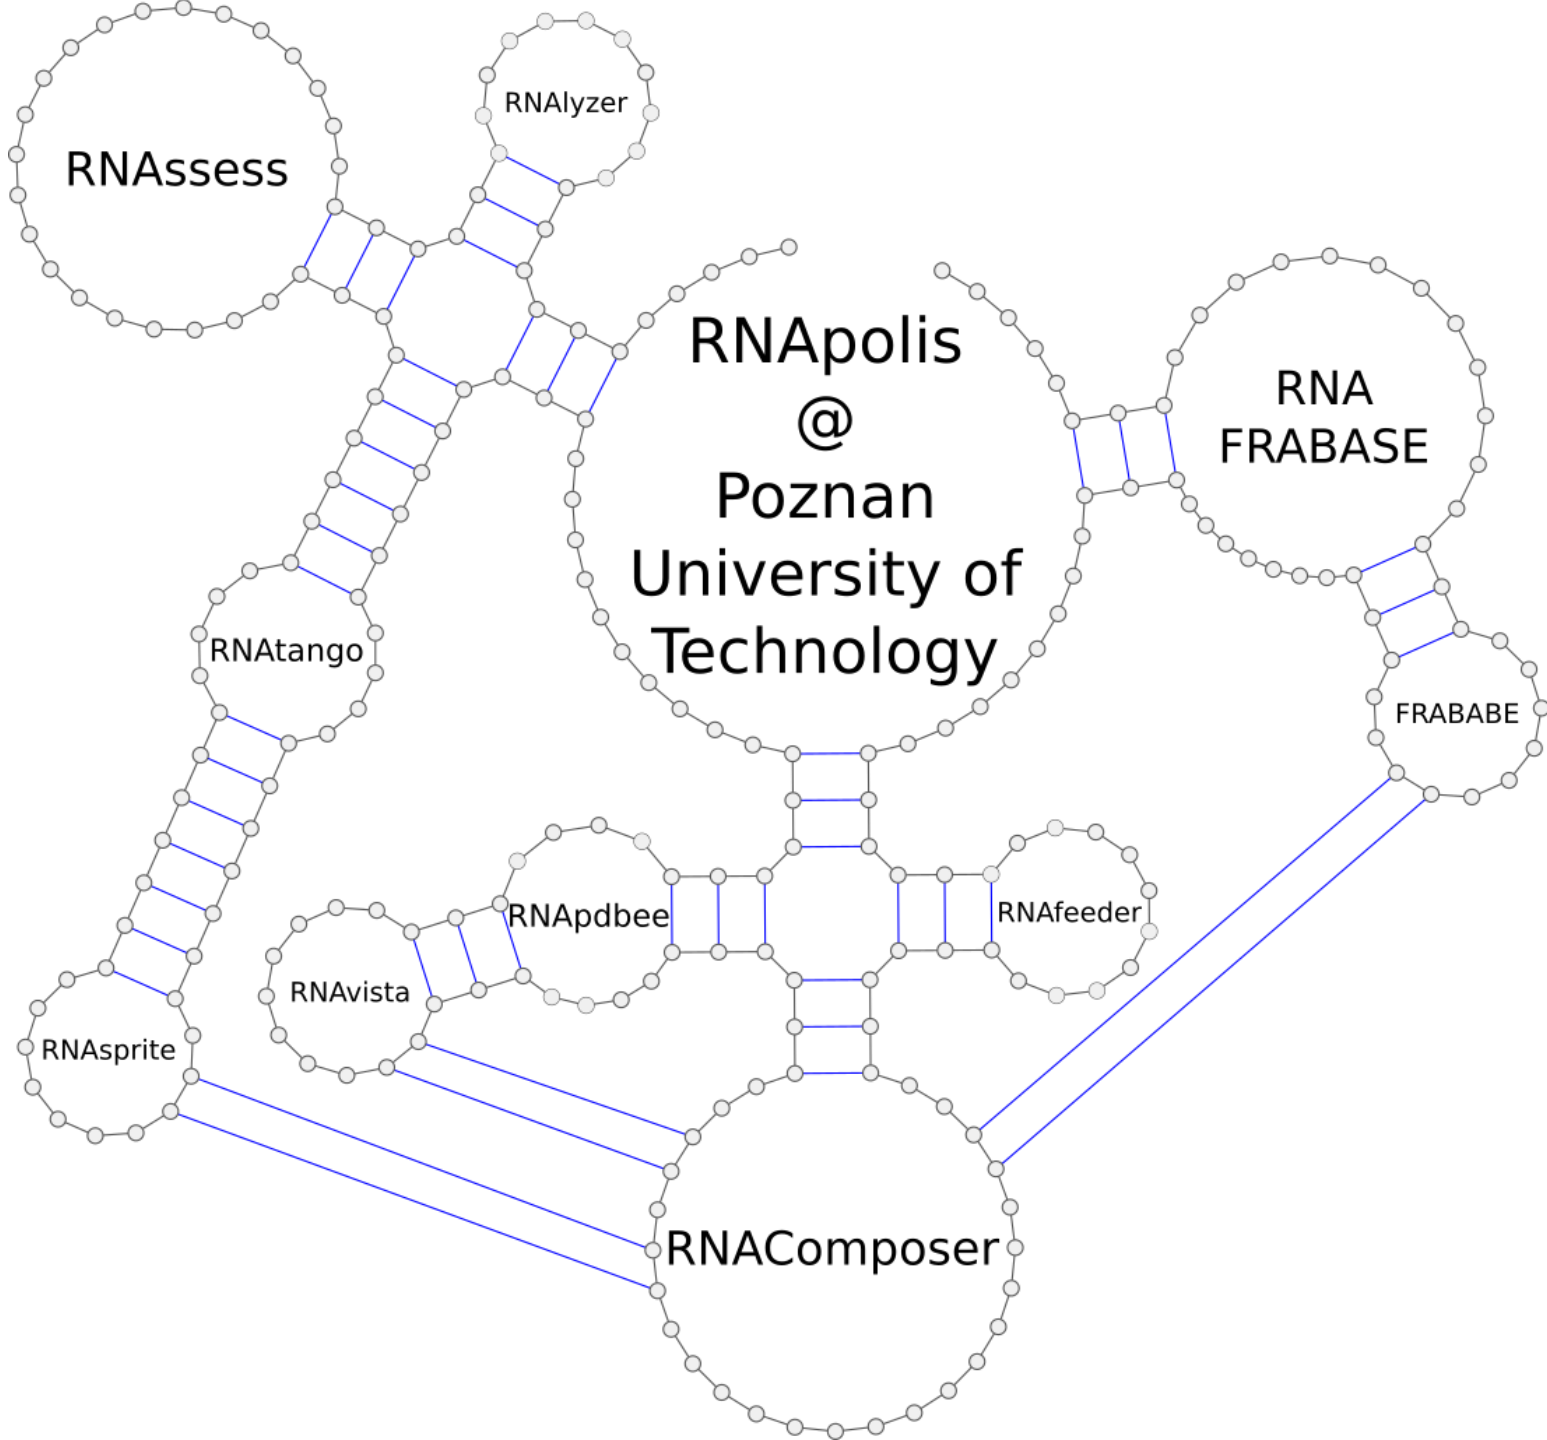 RNAlyzer
RNAssess
RNApolis
@
Poznan
University of
Technology
RNA
FRABASE
RNAtango
FRABABE
RNApdbee
RNAfeeder
RNAvista
RNAsprite
RNAComposer